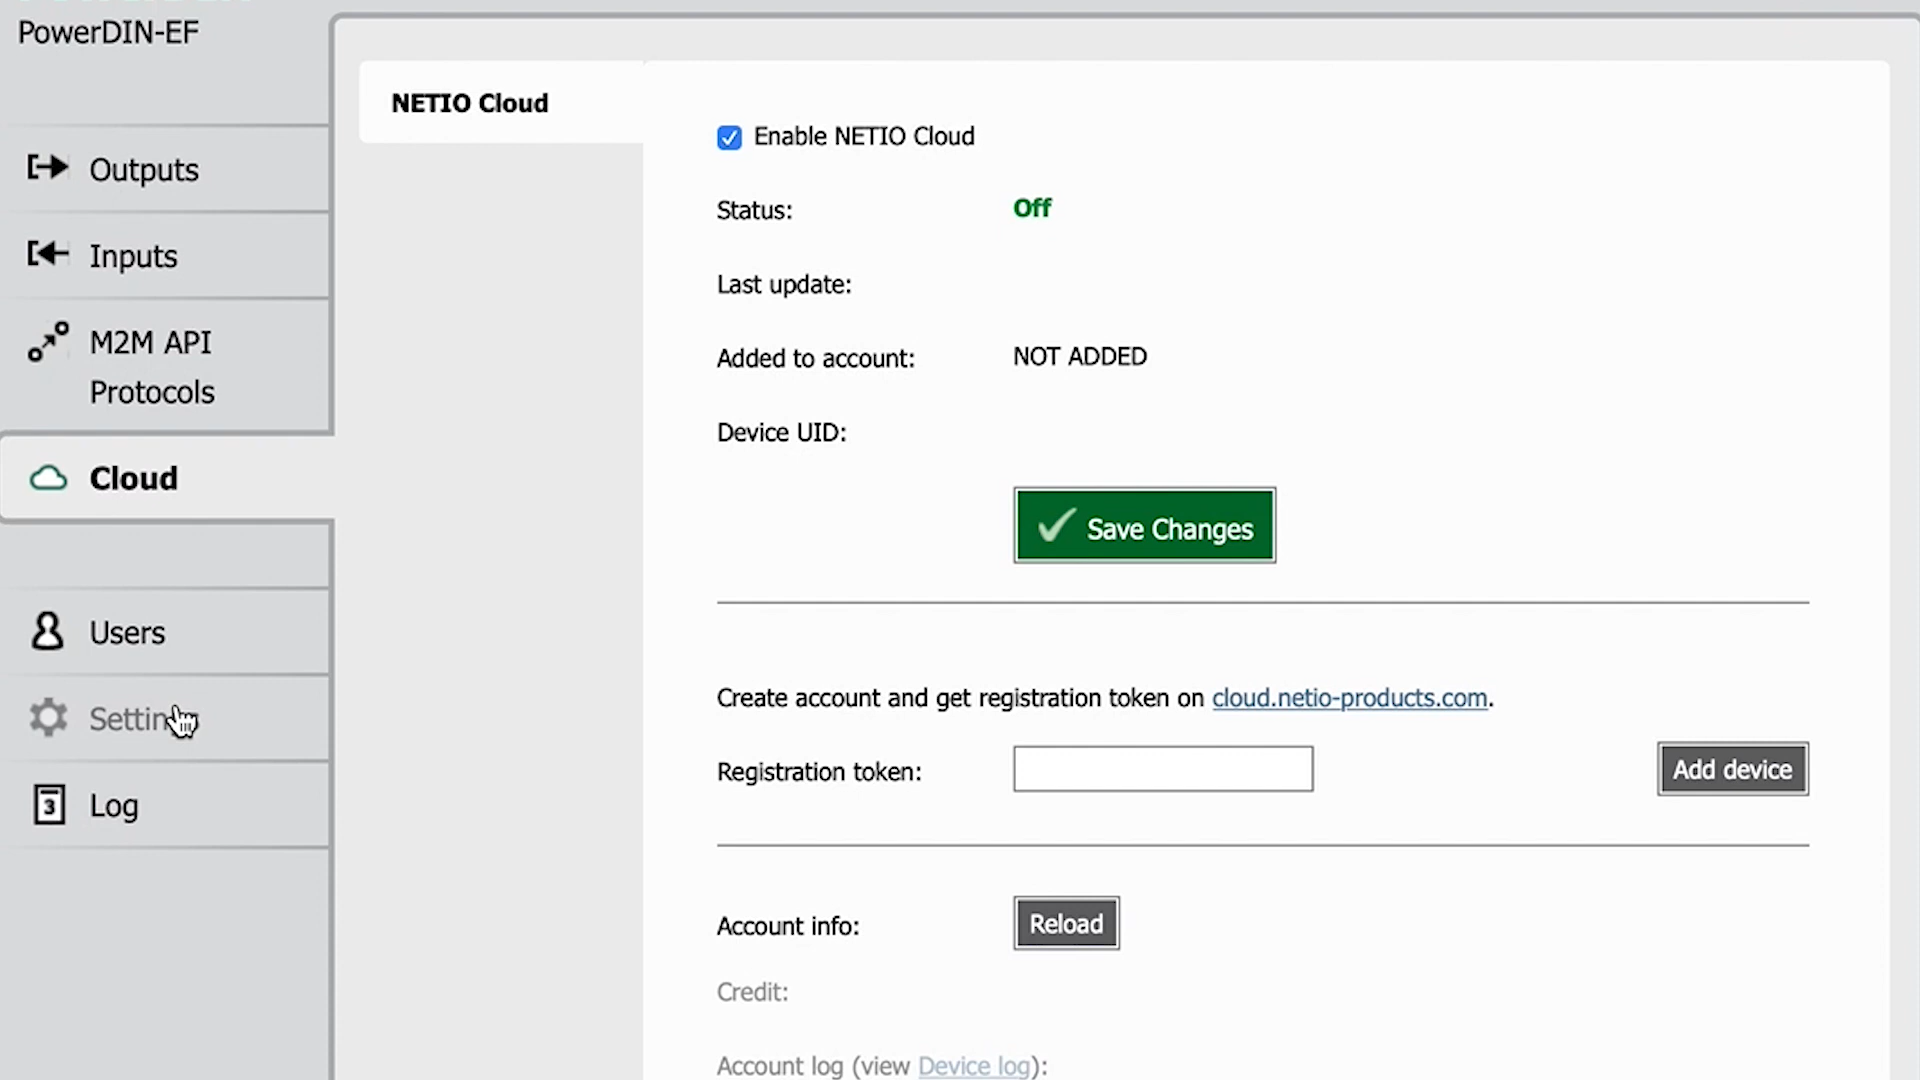 PowerDIN-EF
Outputs
Inputs
M2M API
Protocols
Cloud
Users
Log
NETIO Cloud
Enable NETIO Cloud
Status: Off
Last update:
Added to account: NOT ADDED
Device UID:
Save Changes
Create account and get registration token on cloud.netio-products.com.
Registration token: Add device
Account info: Reload
Credit:
Account log (view Device log):